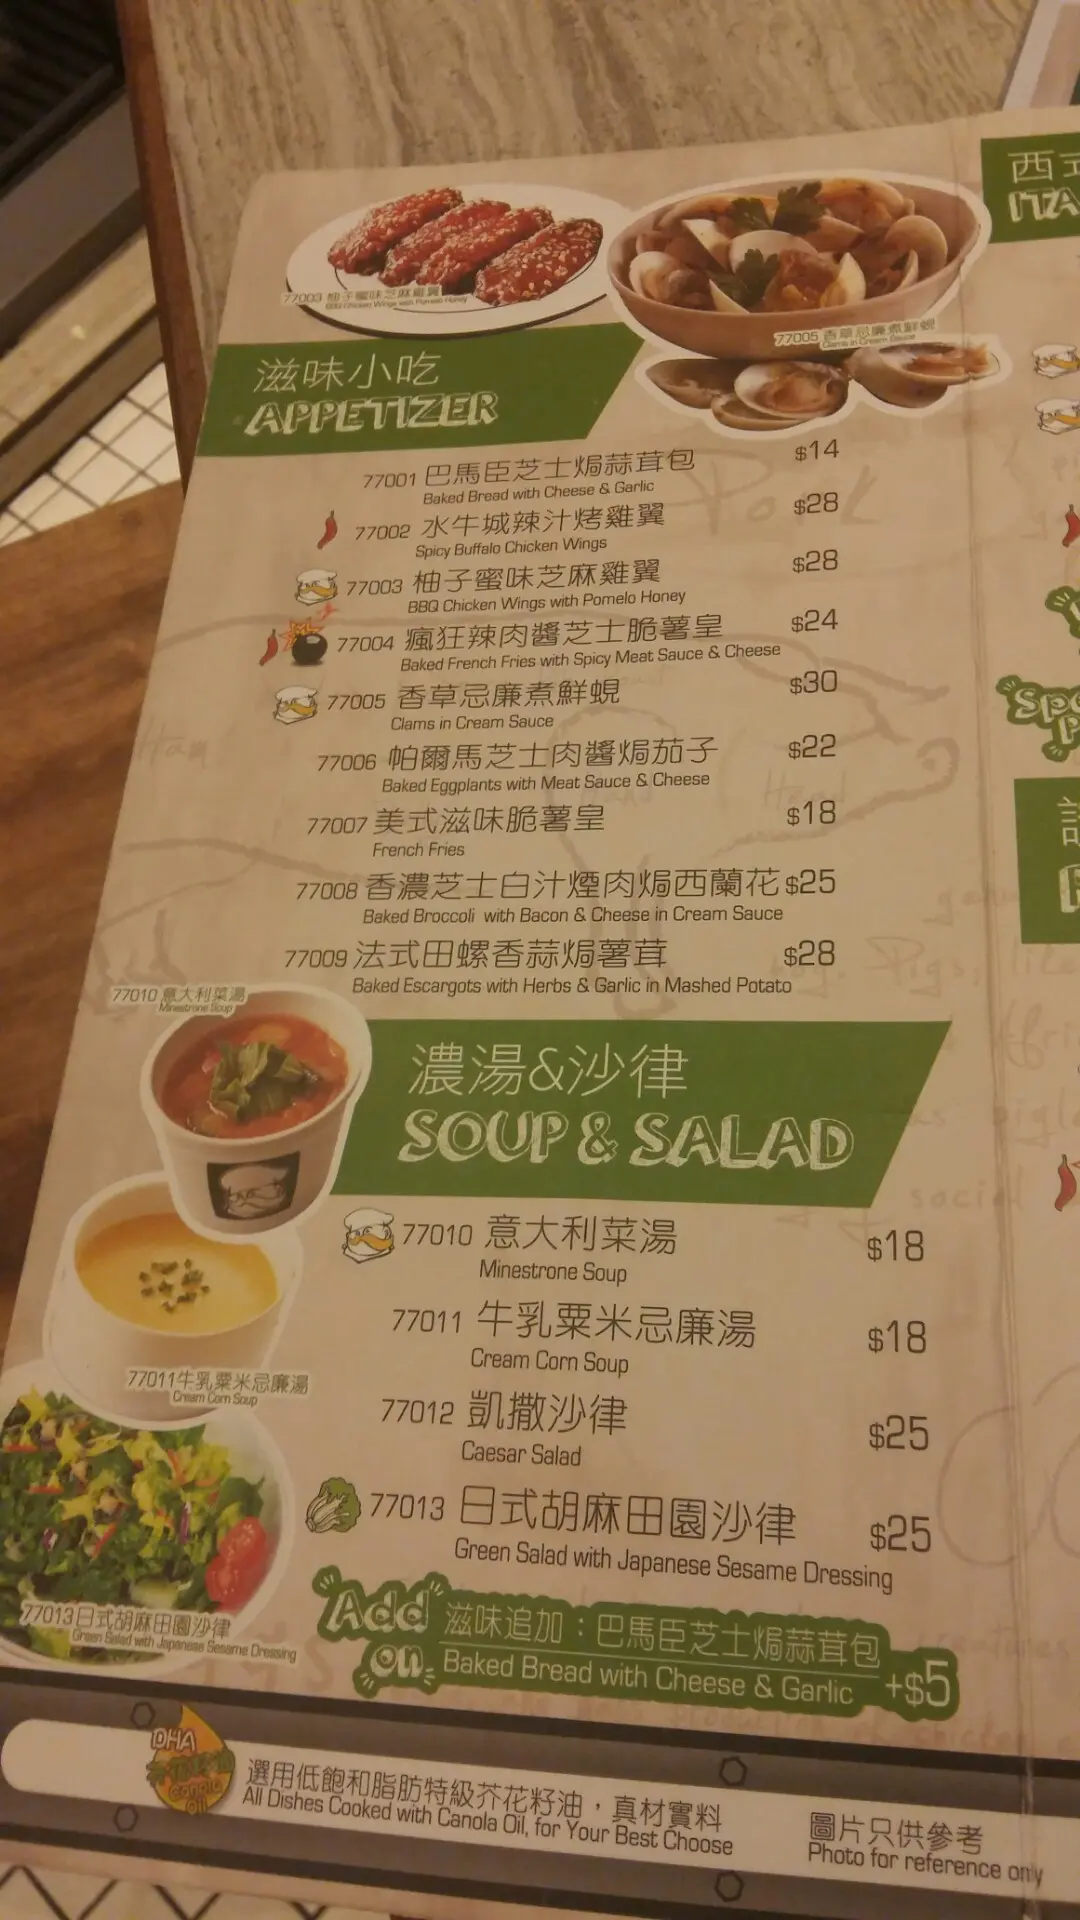 77003 柚子蜜味芝麻雞翼
BBQ Chicken Wings with Pomelo Honey
77005 香草忌廉煮鮮蜆
Clams in Cream Sauce
滋味小吃
APPETIZER
77001 巴馬臣芝士焗蒜茸包 $14
Baked Bread with Cheese & Garlic
77002 水牛城辣汁烤雞翼 $28
Spicy Buffalo Chicken Wings
77003 柚子蜜味芝麻雞翼 $28
BBQ Chicken Wings with Pomelo Honey
77004 瘋狂辣肉醬芝士脆薯皇 $24
Baked French Fries with Spicy Meat Sauce & Cheese
77005 香草忌廉煮鮮蜆 $30
Clams in Cream Sauce
77006 帕爾馬芝士肉醬焗茄子 $22
Baked Eggplants with Meat Sauce & Cheese
77007 美式滋味脆薯皇 $18
French Fries
77008 香濃芝士白汁煙肉焗西蘭花 $25
Baked Broccoli with Bacon & Cheese in Cream Sauce
77009 法式田螺香蒜焗薯茸 $28
Baked Escargots with Herbs & Garlic in Mashed Potato
77010 意大利菜湯
Minestrone Soup
濃湯&沙律
SOUP & SALAD
77010 意大利菜湯 $18
Minestrone Soup
77011 牛乳粟米忌廉湯 $18
Cream Corn Soup
77011牛乳粟米忌廉湯
Cream Corn Soup
77012 凱撒沙律 $25
Caesar Salad
77013 日式胡麻田園沙律 $25
Green Salad with Japanese Sesame Dressing
77013日式胡麻田園沙律
Green Salad with Japanese Sesame Dressing
Add on 滋味追加：巴馬臣芝士焗蒜茸包
Baked Bread with Cheese & Garlic +$5
DHA
Canola Oil
選用低飽和脂肪特級芥花籽油，真材實料
All Dishes Cooked with Canola Oil, for Your Best Choose
圖片只供參考
Photo for reference only
西
ITA
Pork
social